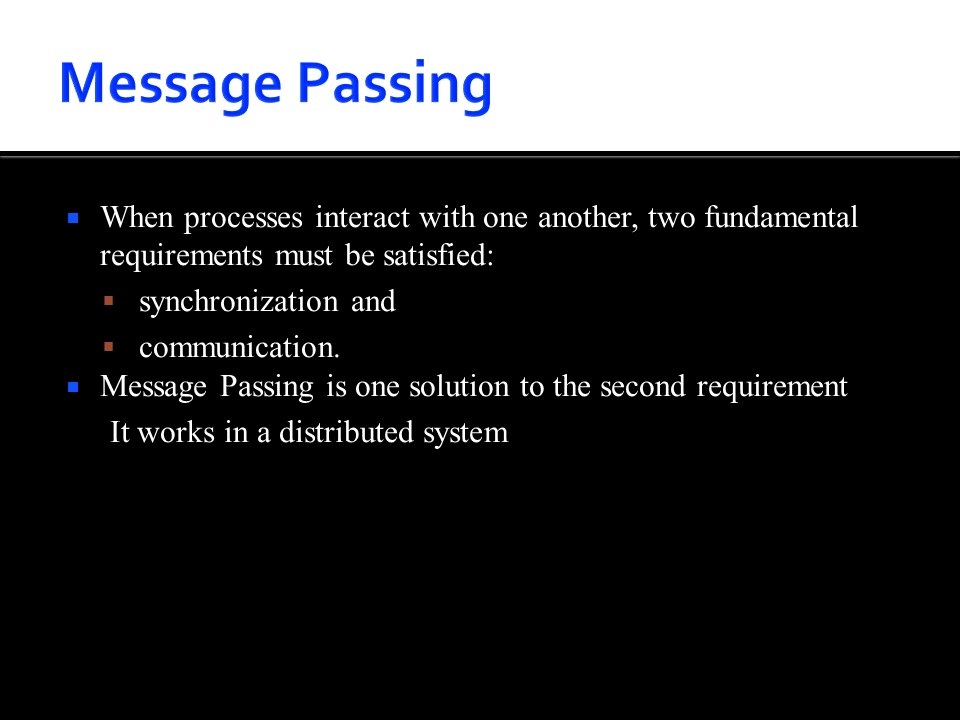 Message Passing
When processes interact with one another, two fundamental
requirements must be satisfied:
synchronization and
communication.
Message Passing is one solution to the second requirement
It works in a distributed system